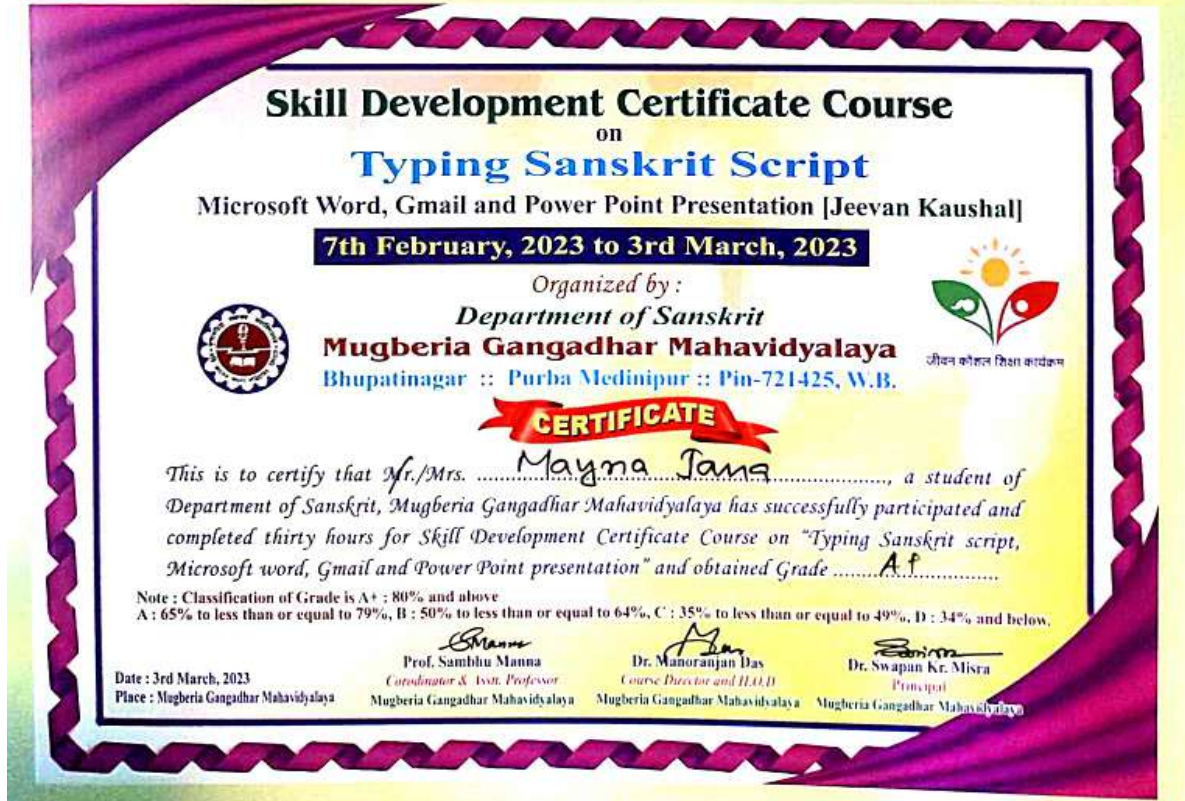 Skill Development Certificate Course
on
Typing Sanskrit Script
Microsoft Word, Gmail and Power Point Presentation [Jeevan Kaushal]
7th February, 2023 to 3rd March, 2023
Organized by :
Department of Sanskrit
Mugberia Gangadhar Mahavidyalaya
जीवन कौशल शिक्षा कार्यक्रम
Bhupatinagar :: Purba Medinipur :: Pin-721425, W.B.
CERTIFICATE
This is to certify that Mr./Mrs. Mayna Jana, a student of
Department of Sanskrit, Mugberia Gangadhar Mahavidyalaya has successfully participated and
completed thirty hours for Skill Development Certificate Course on "Typing Sanskrit script,
Microsoft word, Gmail and Power Point presentation" and obtained Grade ........A+..............
Note : Classification of Grade is A+ : 80% and above
A : 65% to less than or equal to 79%, B : 50% to less than or equal to 64%, C : 35% to less than or equal to 49%, D : 34% and below.
Prof. Sambhu Manna
Coordinator & Asst. Professor
Mugberia Gangadhar Mahavidyalaya
Dr. Manoranjan Das
Course Director and H.O.D
Mugberia Gangadhar Mahavidyalaya
Dr. Swapan Kr. Misra
Principal
Mugberia Gangadhar Mahavidyalaya
Date : 3rd March, 2023
Place : Mugberia Gangadhar Mahavidyalaya